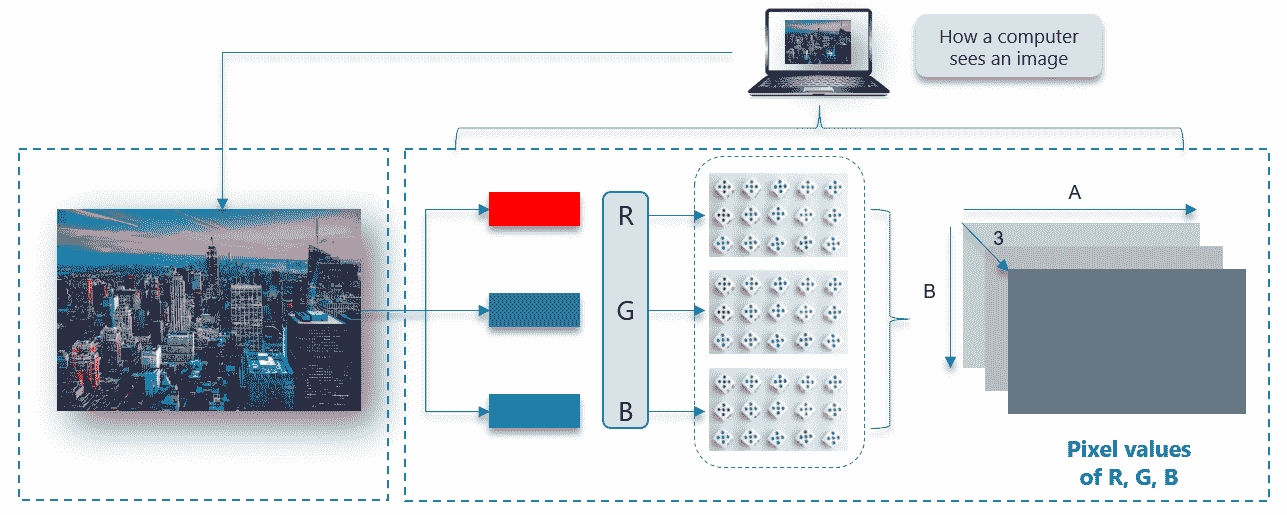 How a computer
sees an image
R
G
B
A
3
B
Pixel values
of R, G, B